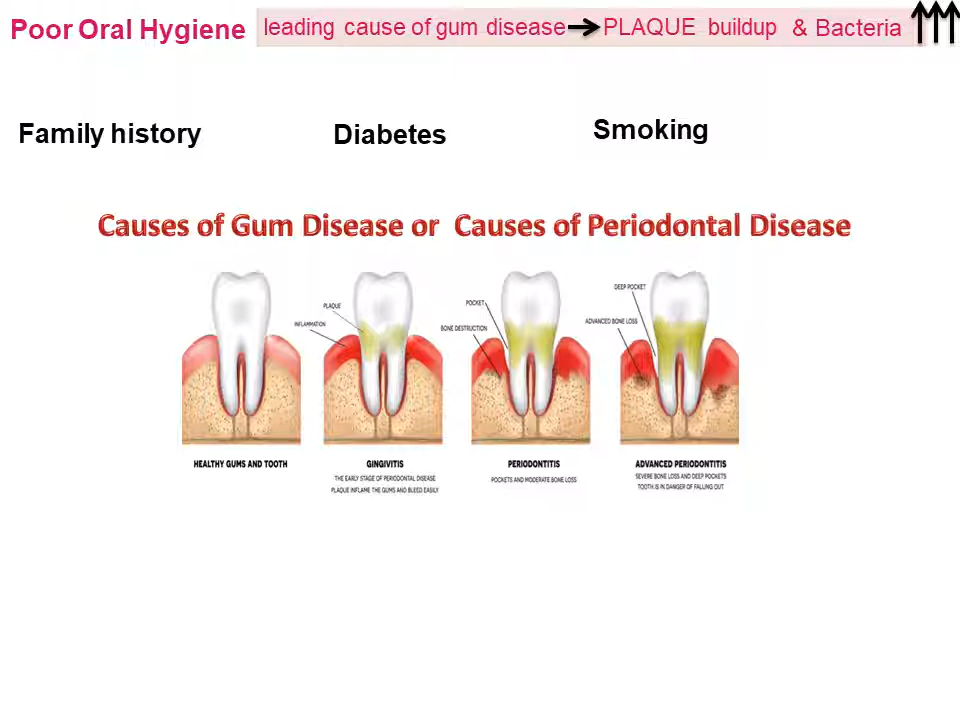 Poor Oral Hygiene leading cause of gum disease PLAQUE buildup & Bacteria
Family history Diabetes Smoking
Causes of Gum Disease or Causes of Periodontal Disease
PLAQUE
INFLAMMATION
POCKET
BONE DESTRUCTION
DEEP POCKET
ADVANCED BONE LOSS
HEALTHY GUMS AND TOOTH
GINGIVITIS
THE EARLY STAGE OF PERIODONTAL DISEASE
PLAQUE INFLAME THE GUMS AND BLEED EASILY
PERIODONTITIS
POCKETS AND MODERATE BONE LOSS
ADVANCED PERIODONTITIS
SEVERE BONE LOSS AND DEEP POCKETS
TOOTH IS IN DANGER OF FALLING OUT.